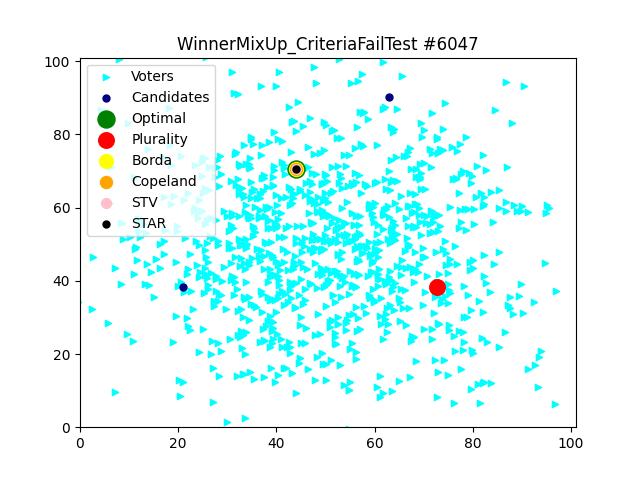 WinnerMixUp_CriteriaFailTest #6047
100
80
60
40
20
0
Voters
Candidates
Optimal
Plurality
Borda
Copeland
STV
STAR
0 20 40 60 80 100